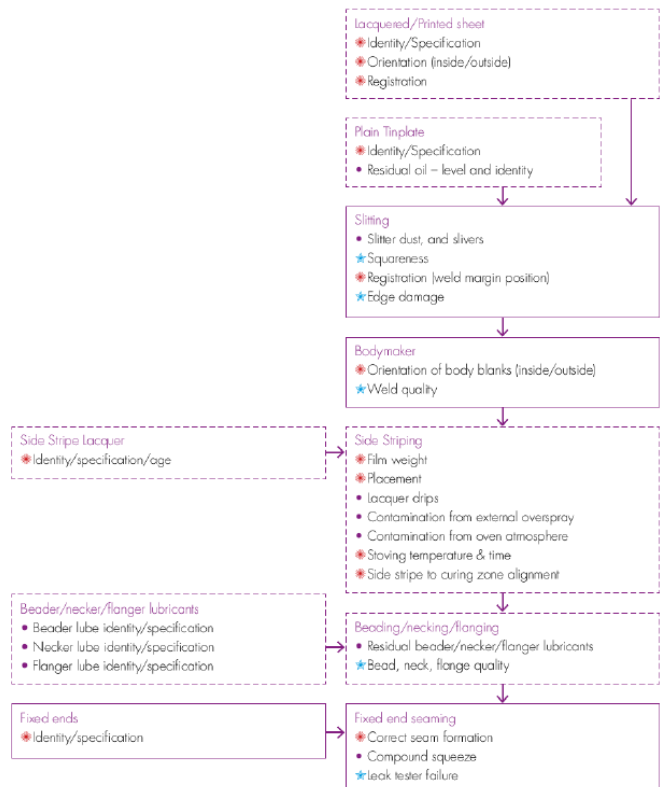 Lacquered/Printed sheet
Identity/Specification
Orientation (inside/outside)
Registration
Plain Tinplate
Identity/Specification
• Residual oil – level and identity
Slitting
• Slitter dust, and slivers
Squareness
Registration (weld margin position)
Edge damage
Bodymaker
Orientation of body blanks (inside/outside)
Weld quality
Side Stripe Lacquer
Identity/specification/age
Side Striping
Film weight
Placement
• Lacquer drips
• Contamination from external overspray
• Contamination from oven atmosphere
Stoving temperature & time
Side stripe to curing zone alignment
Beader/necker/flanger lubricants
• Beader lube identity/specification
• Necker lube identity/specification
• Flanger lube identity/specification
Beading/necking/flanging
• Residual beader/necker/flanger lubricants
Bead, neck, flange quality
Fixed ends
Identity/specification
Fixed end seaming
Correct seam formation
• Compound squeeze
Leak tester failure